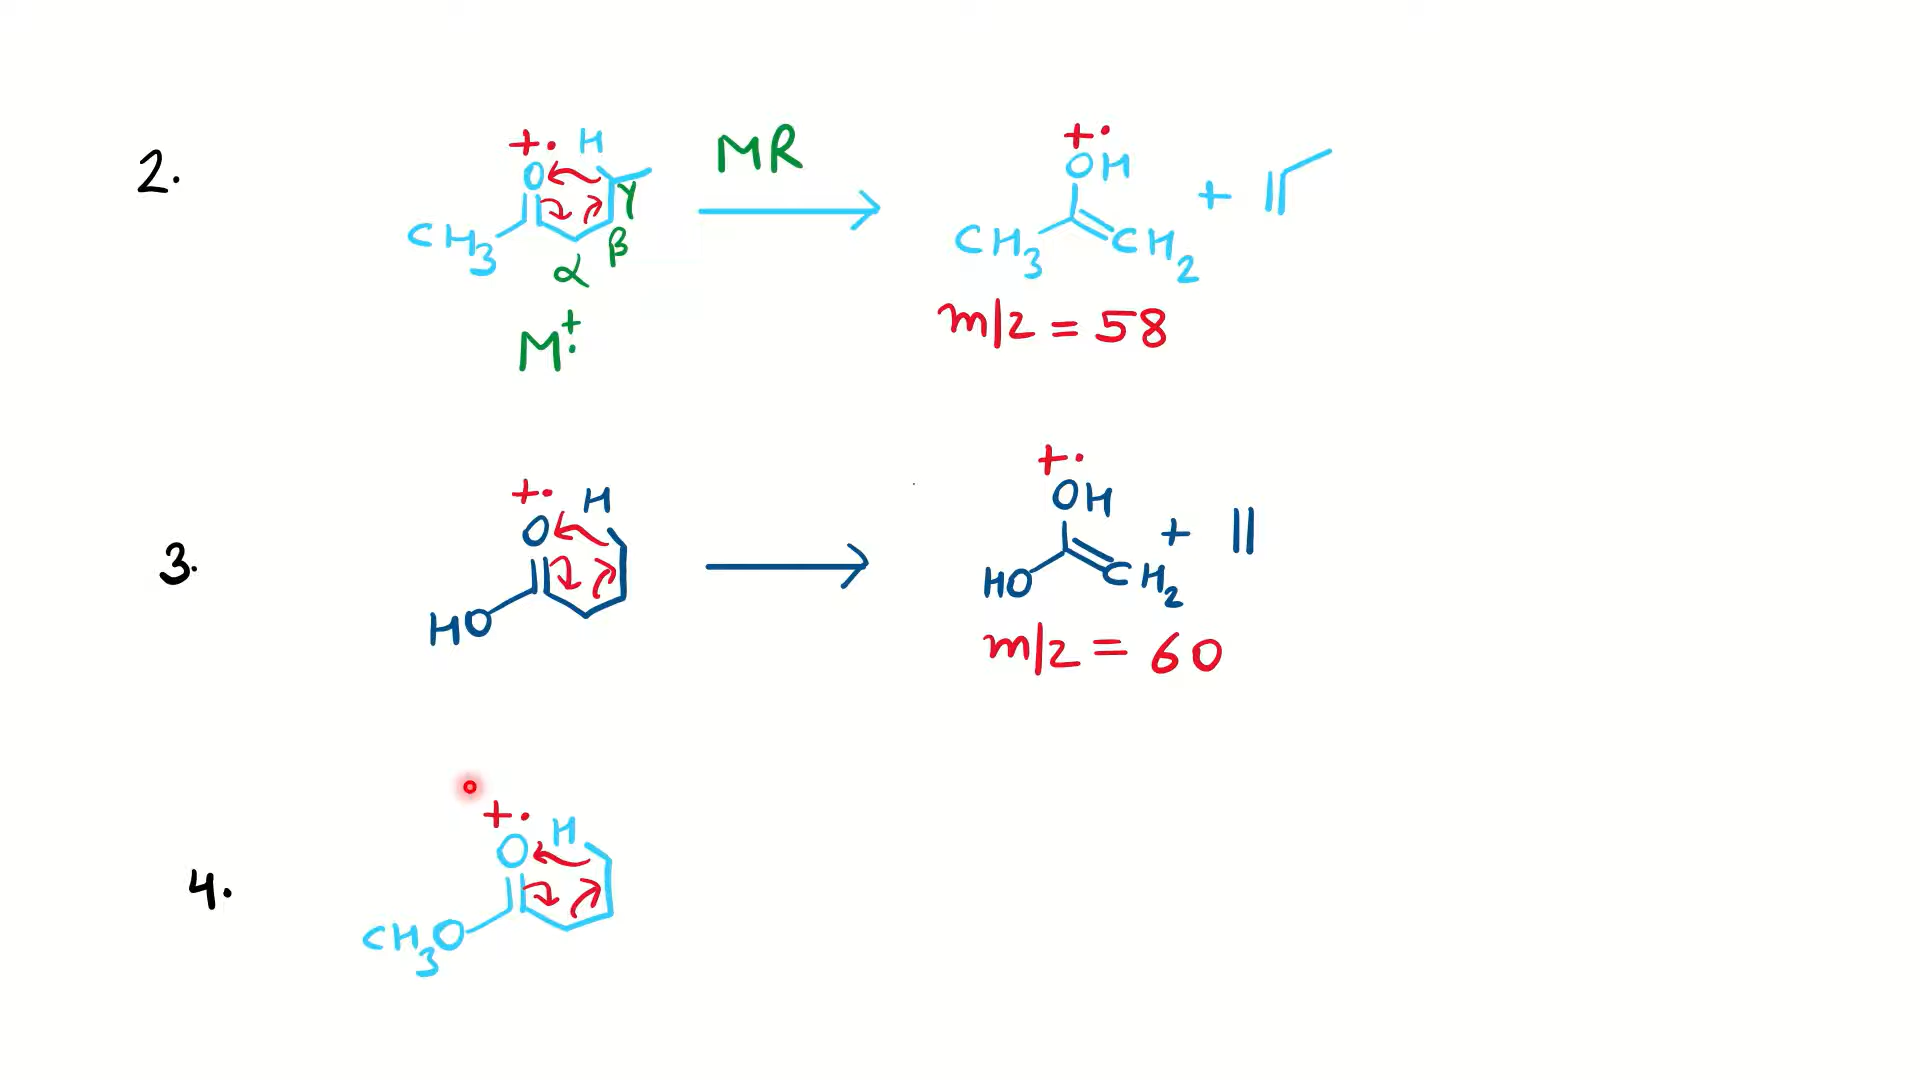 2.
+• H
O
CH3
α β γ
M+•
MR
+•
OH
CH3 CH2
+
m/z = 58
3.
+• H
O
HO
+•
OH
HO CH2
+
m/z = 60
4.
+• H
O
CH3O